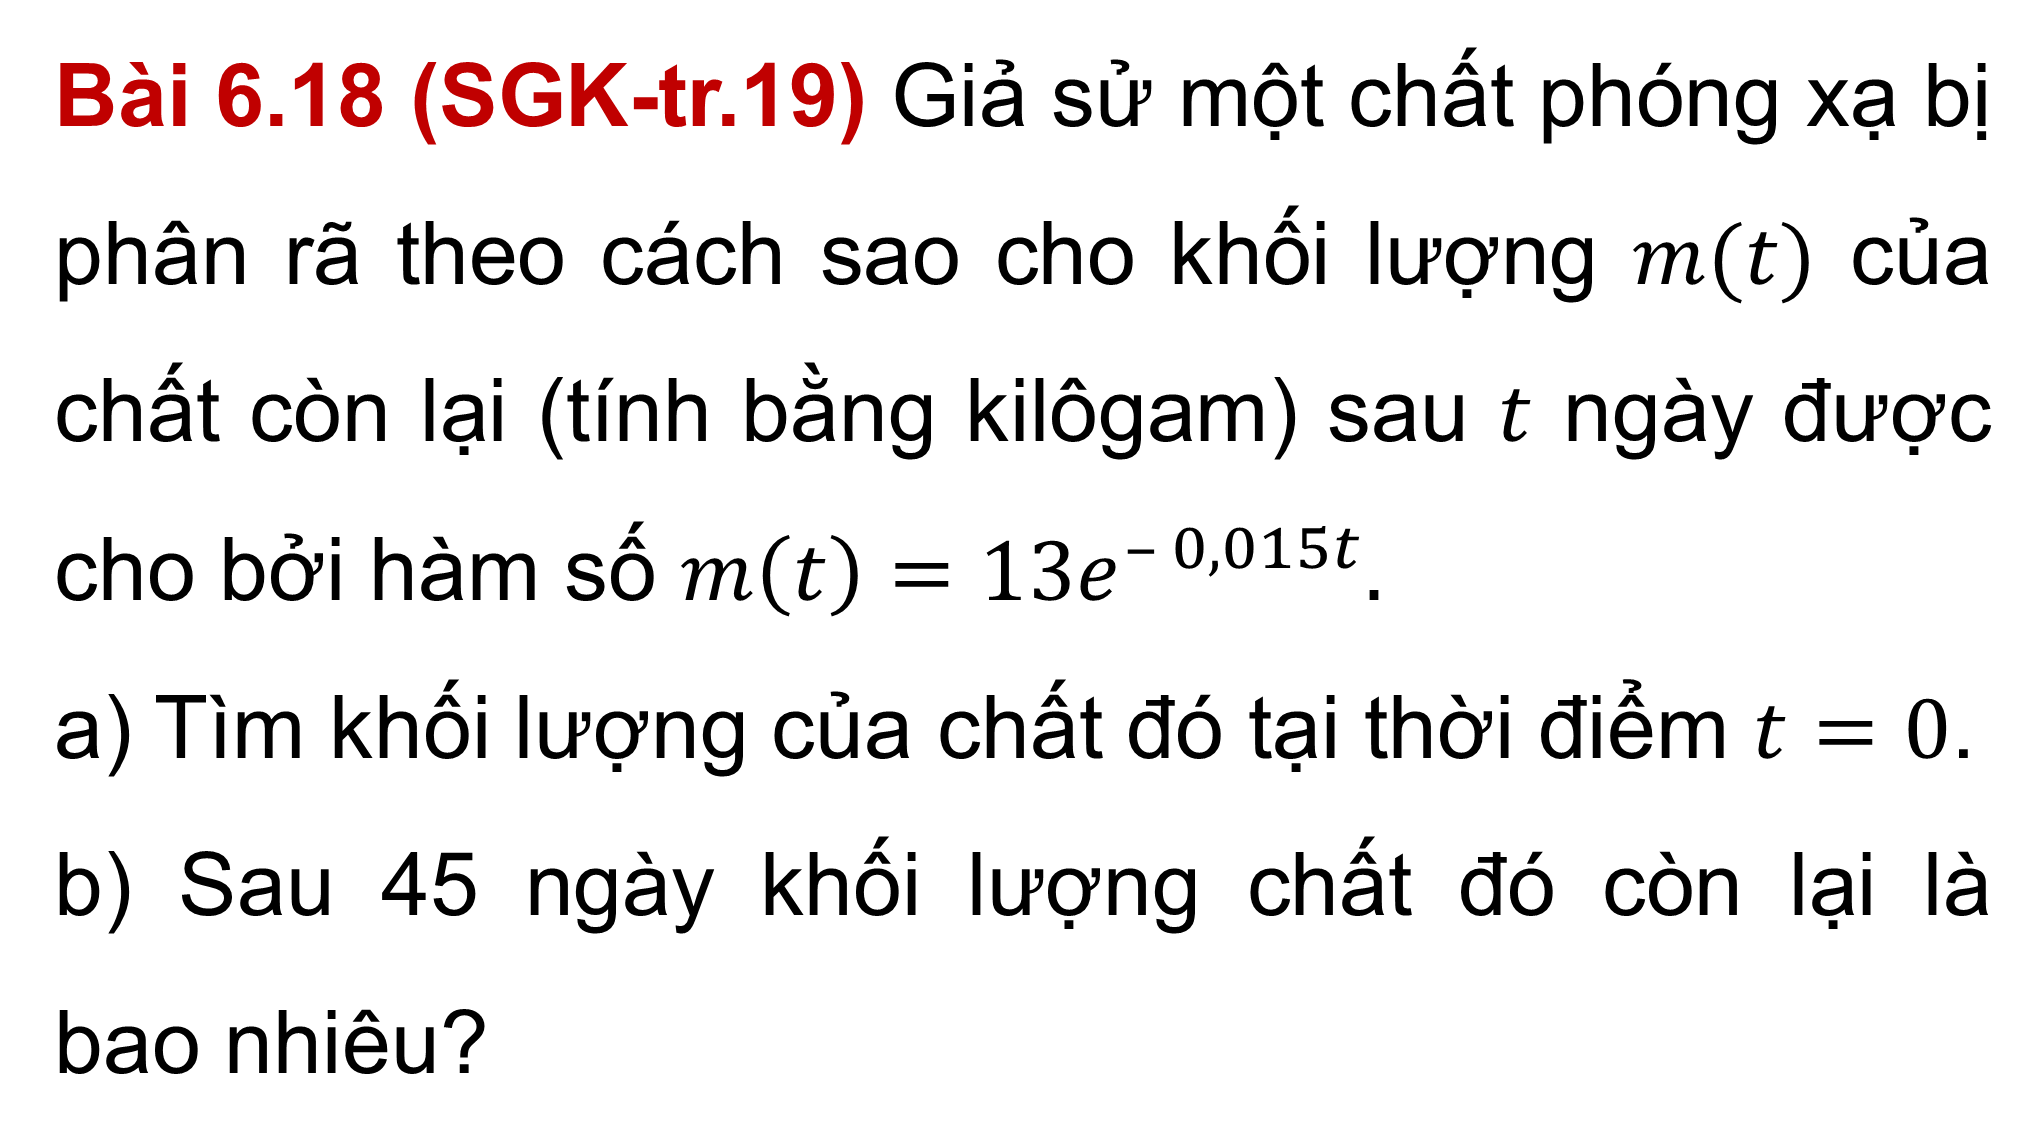 Bài 6.18 (SGK-tr.19) Giả sử một chất phóng xạ bị
phân rã theo cách sao cho khối lượng m(t) của
chất còn lại (tính bằng kilôgam) sau t ngày được
cho bởi hàm số m(t) = 13e^{− 0,015t}.
a) Tìm khối lượng của chất đó tại thời điểm t = 0.
b) Sau 45 ngày khối lượng chất đó còn lại là
bao nhiêu?